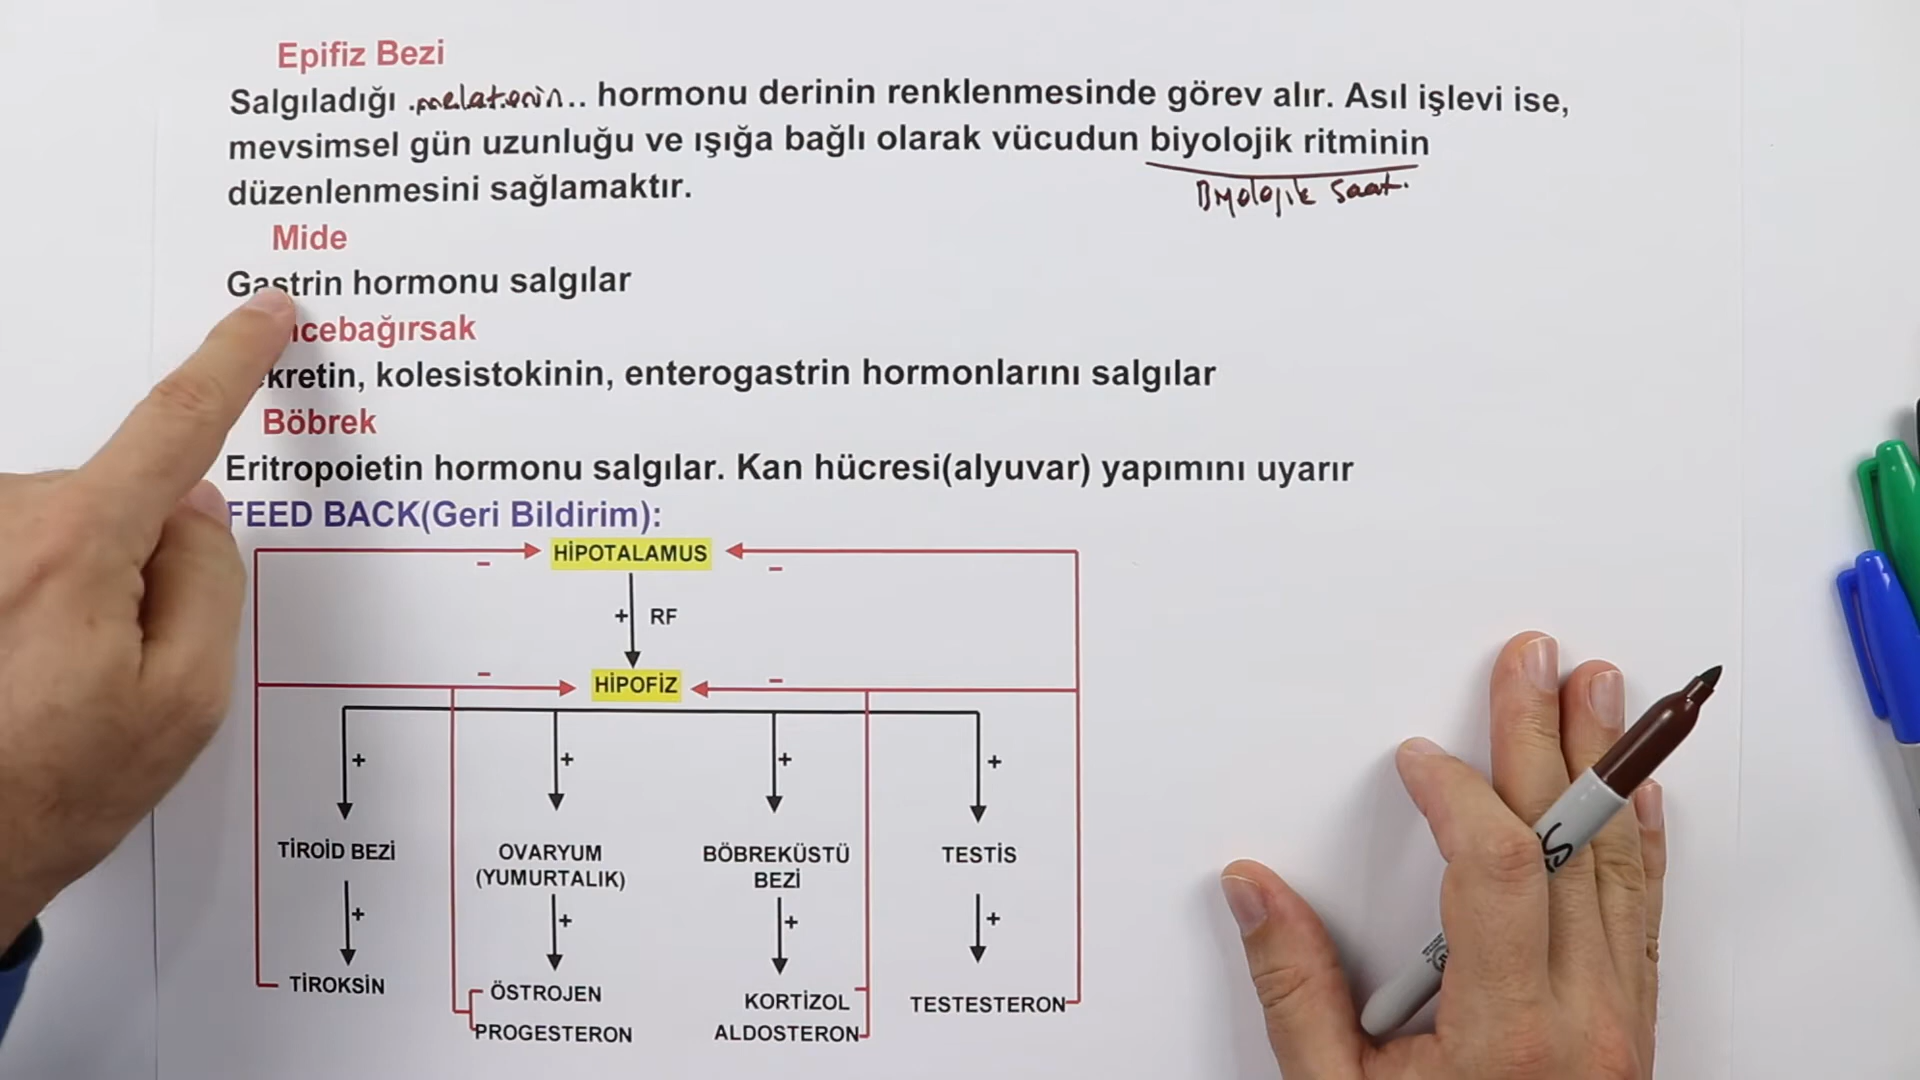 Epifiz Bezi
Salgıladığı .melatonin.. hormonu derinin renklenmesinde görev alır. Asıl işlevi ise,
mevsimsel gün uzunluğu ve ışığa bağlı olarak vücudun biyolojik ritminin
düzenlenmesini sağlamaktır.
Biyolojik saat.
Mide
Gastrin hormonu salgılar
ncebağırsak
kretin, kolesistokinin, enterogastrin hormonlarını salgılar
Böbrek
Eritropoietin hormonu salgılar. Kan hücresi(alyuvar) yapımını uyarır
FEED BACK(Geri Bildirim):
- HİPOTALAMUS -
+ RF
- HİPOFİZ -
+ + + +
TİROİD BEZİ
OVARYUM
(YUMURTALIK)
BÖBREKÜSTÜ
BEZİ
TESTİS
+ + + +
TİROKSİN
ÖSTROJEN
PROGESTERON
KORTİZOL
ALDOSTERON
TESTESTERON